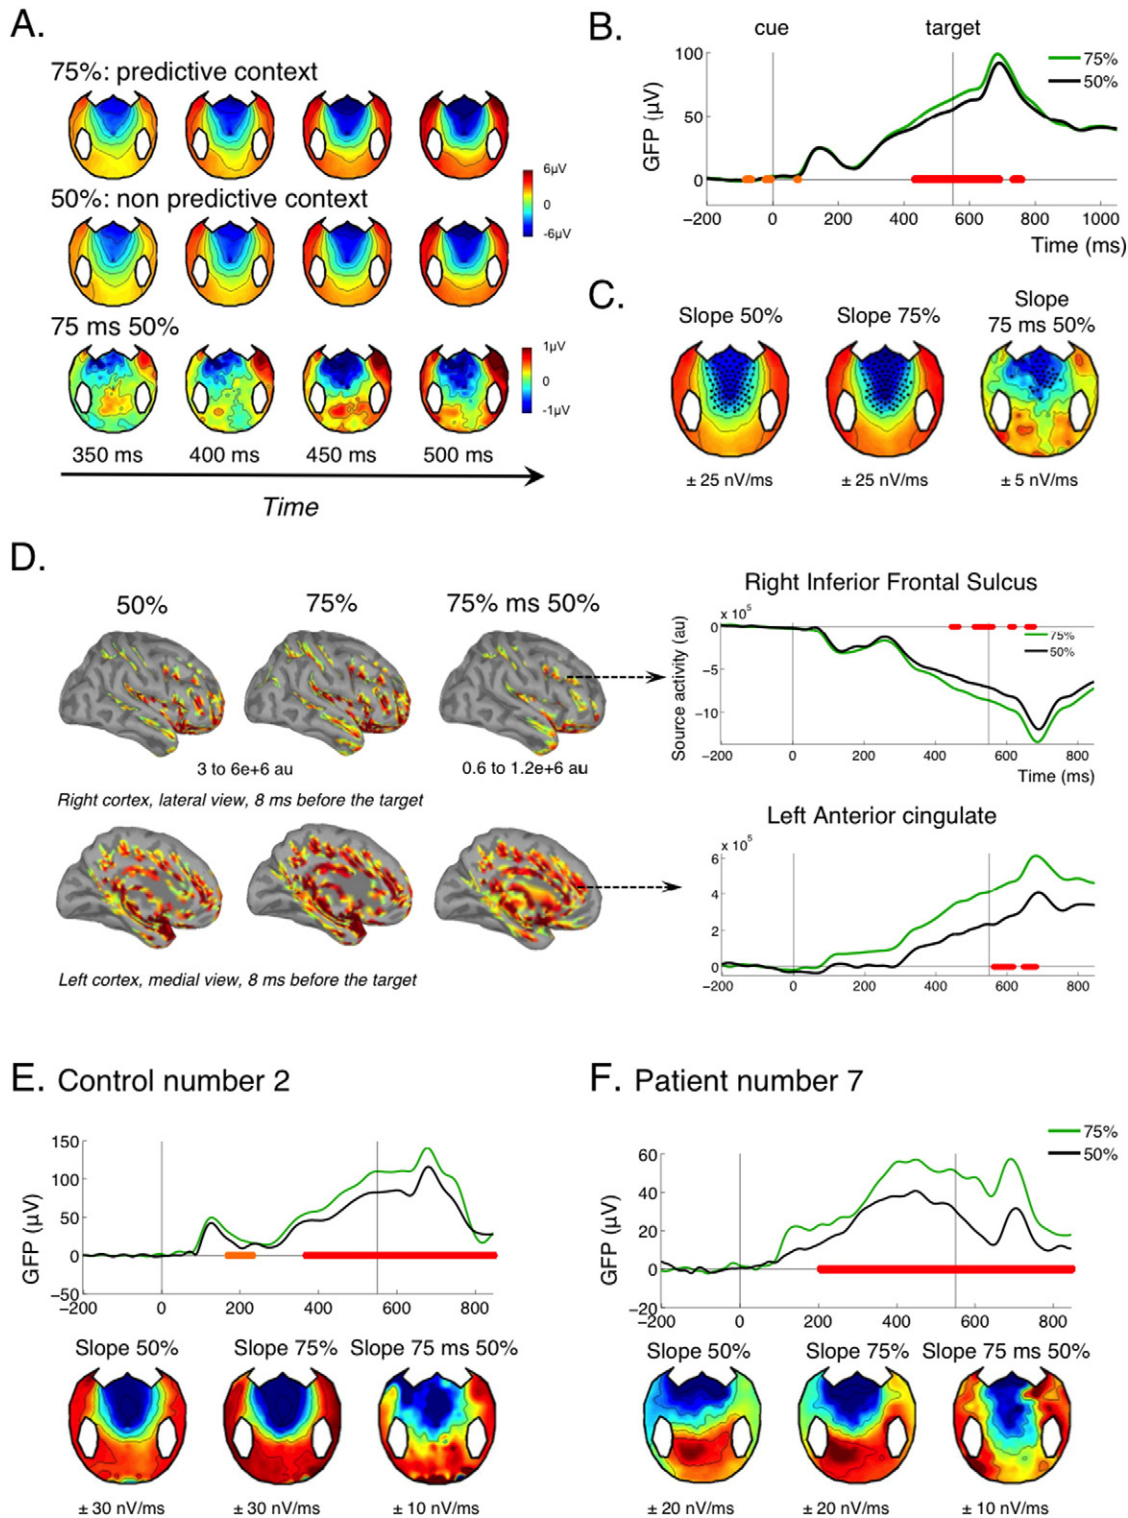 A.
75%: predictive context
6µV
0
-6µV
50%: non predictive context
75 ms 50%
1µV
0
-1µV
350 ms 400 ms 450 ms 500 ms
Time
B.
cue target
75%
50%
GFP (µV)
100
50
0
−200 0 200 400 600 800 1000
Time (ms)
C.
Slope 50% Slope 75% Slope 75 ms 50%
± 25 nV/ms ± 25 nV/ms ± 5 nV/ms
D.
50% 75% 75% ms 50%
3 to 6e+6 au 0.6 to 1.2e+6 au
Right cortex, lateral view, 8 ms before the target
Left cortex, medial view, 8 ms before the target
Right Inferior Frontal Sulcus
x 10⁵
Source activity (au)
0
−5
−10
75%
50%
−200 0 200 400 600 800
Time (ms)
Left Anterior cingulate
x 10⁵
6
4
2
0
−200 0 200 400 600 800
E. Control number 2
GFP (µV)
150
100
50
0
−50
−200 0 200 400 600 800
Slope 50% Slope 75% Slope 75 ms 50%
± 30 nV/ms ± 30 nV/ms ± 10 nV/ms
F. Patient number 7
75%
50%
GFP (µV)
60
40
20
0
−20
−200 0 200 400 600 800
Slope 50% Slope 75% Slope 75 ms 50%
± 20 nV/ms ± 20 nV/ms ± 10 nV/ms